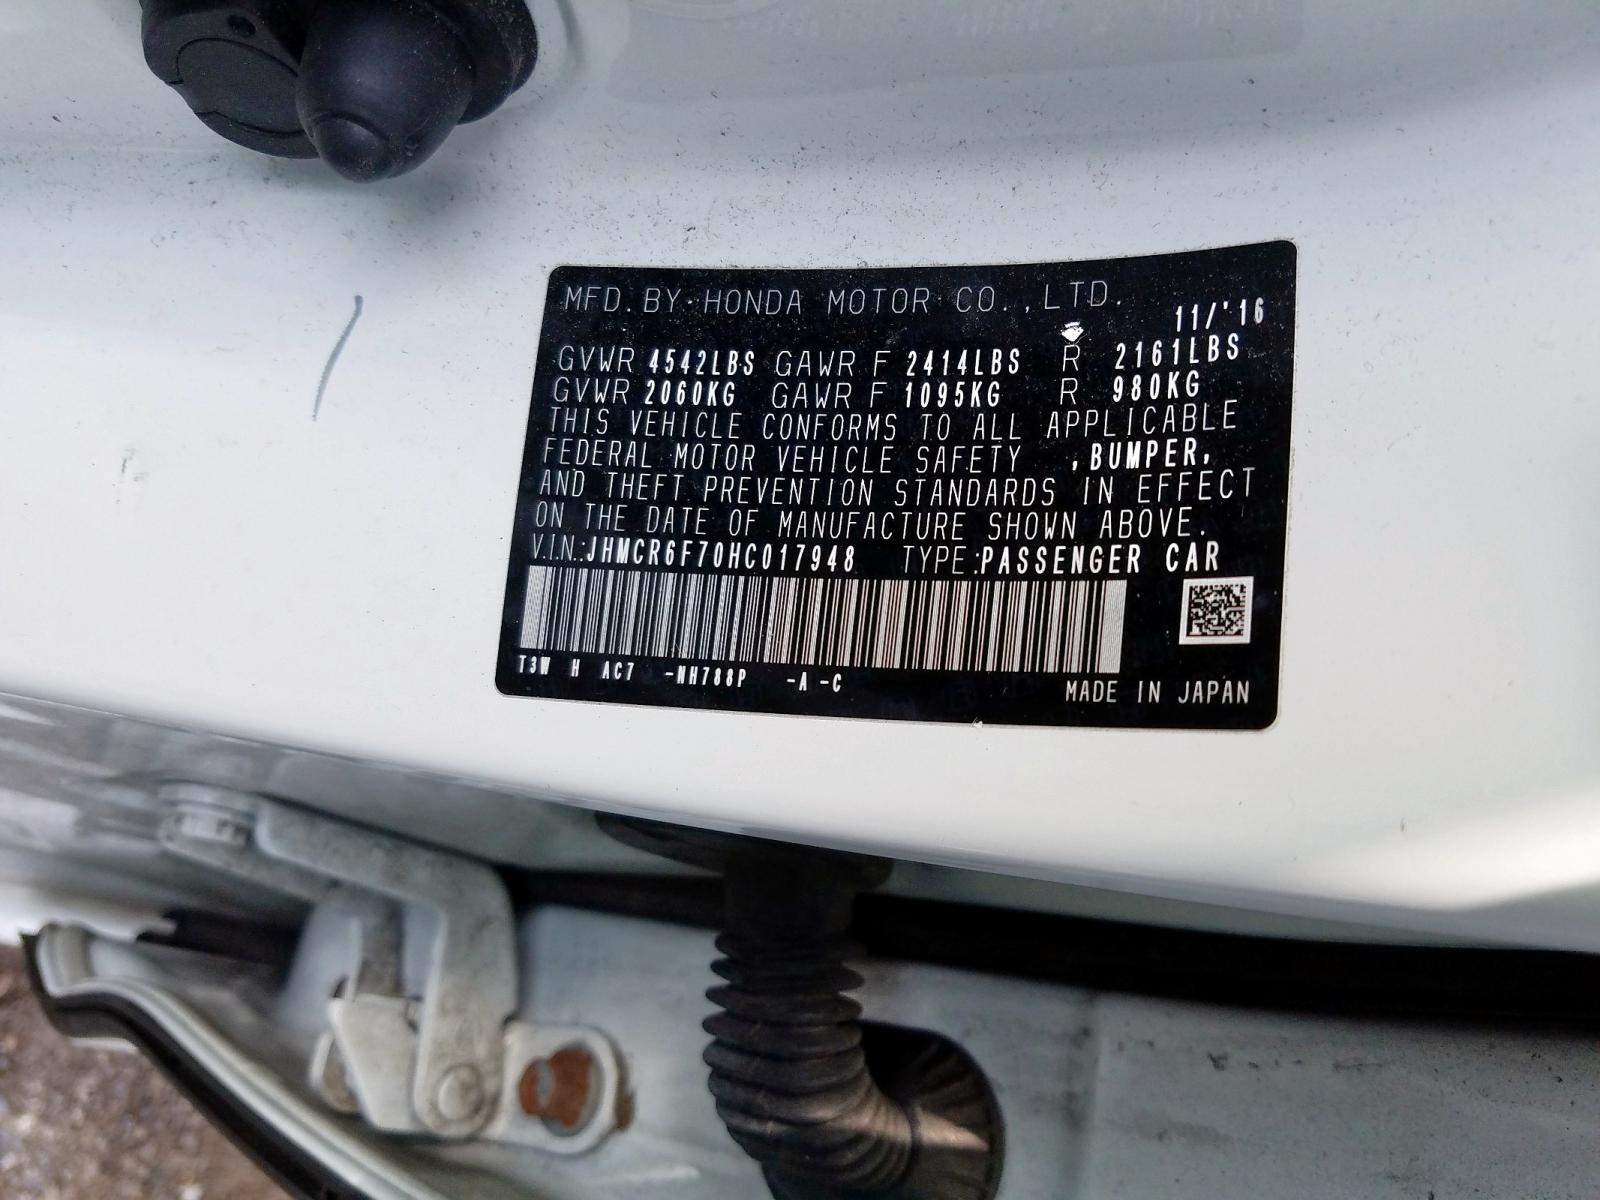 MFD. BY HONDA MOTOR CO., LTD.
11/'16
GVWR 4542LBS GAWR F 2414LBS R 2161LBS
GVWR 2060KG GAWR F 1095KG R 980KG
THIS VEHICLE CONFORMS TO ALL APPLICABLE
FEDERAL MOTOR VEHICLE SAFETY ,BUMPER,
AND THEFT PREVENTION STANDARDS IN EFFECT
ON THE DATE OF MANUFACTURE SHOWN ABOVE.
V.I.N.:JHMCR6F70HC017948 TYPE:PASSENGER CAR
T3W H AC7 -NH788P -A -C
MADE IN JAPAN